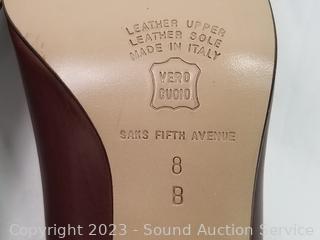 LEATHER UPPER
LEATHER SOLE
MADE IN ITALY
VERO
CUOIO
SAKS FIFTH AVENUE
8
B
Copyright 2023 - Sound Auction Service